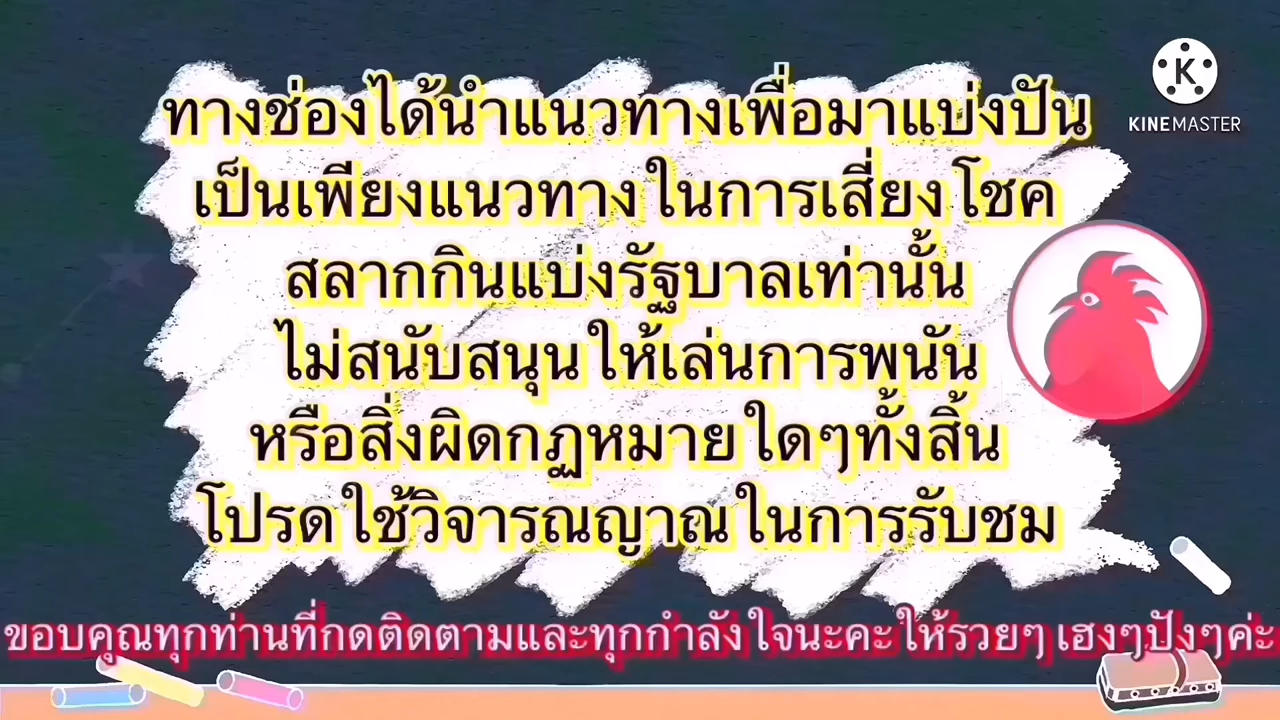 ทางช่องได้นำแนวทางเพื่อมาแบ่งปัน
เป็นเพียงแนวทางในการเสี่ยงโชค
สลากกินแบ่งรัฐบาลเท่านั้น
ไม่สนับสนุนให้เล่นการพนัน
หรือสิ่งผิดกฏหมายใดๆทั้งสิ้น
โปรดใช้วิจารณญาณในการรับชม
ขอบคุณทุกท่านที่กดติดตามและทุกกำลังใจนะคะให้รวยๆเฮงๆปังๆค่ะ
K
KINEMASTER